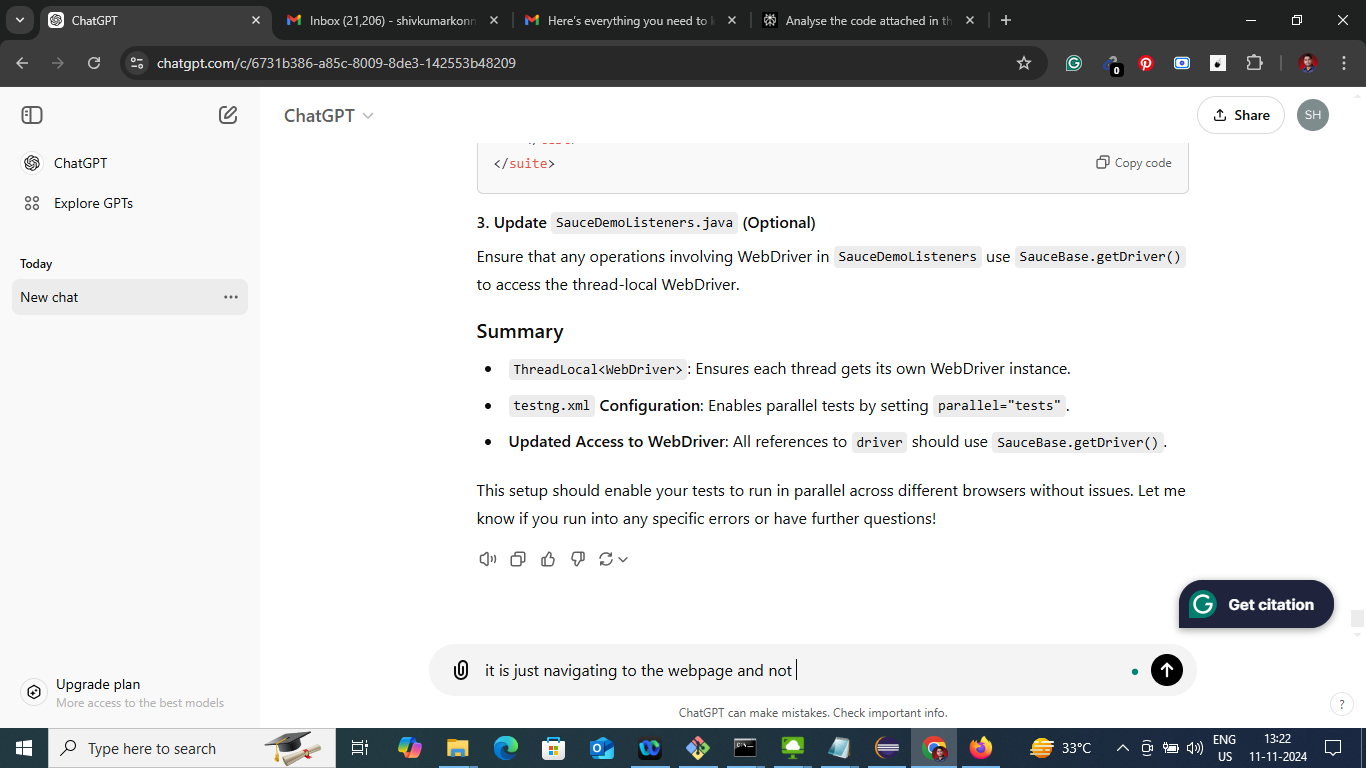 ChatGPT
Inbox (21,206) - shivkumarkonn
Here's everything you need to
Analyse the code attached in th
chatgpt.com/c/6731b386-a85c-8009-8de3-142553b48209
0
ChatGPT
Share
SH
ChatGPT
Explore GPTs
Today
New chat
Upgrade plan
More access to the best models
</suite>
Copy code
3. Update SauceDemoListeners.java (Optional)
Ensure that any operations involving WebDriver in SauceDemoListeners use SauceBase.getDriver()
to access the thread-local WebDriver.
Summary
• ThreadLocal<WebDriver>: Ensures each thread gets its own WebDriver instance.
• testng.xml Configuration: Enables parallel tests by setting parallel="tests".
• Updated Access to WebDriver: All references to driver should use SauceBase.getDriver().
This setup should enable your tests to run in parallel across different browsers without issues. Let me
know if you run into any specific errors or have further questions!
Get citation
it is just navigating to the webpage and not
ChatGPT can make mistakes. Check important info.
?
Type here to search
33°C
ENG
US
13:22
11-11-2024